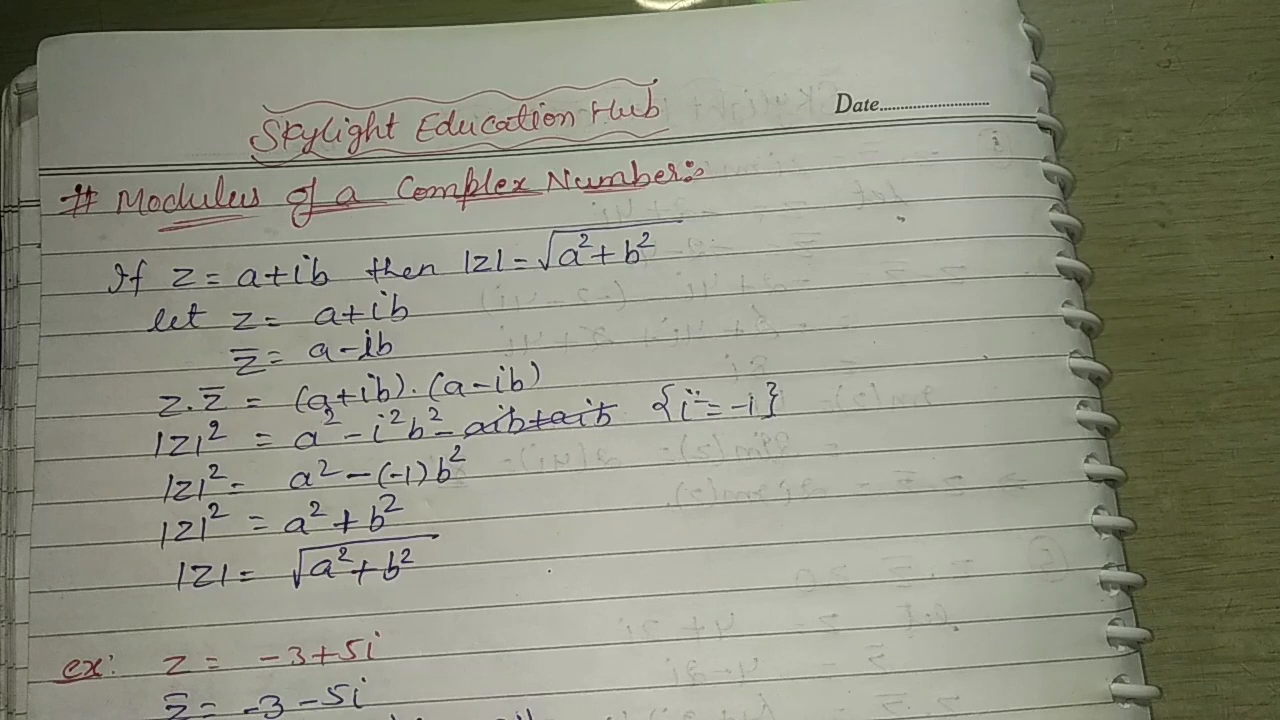 Skylight Education Hub
Date
# Modulus of a Complex Number:
If z = a+ib then |z| = √a²+b²
let z = a+ib
z̅ = a-ib
z.z̅ = (a+ib).(a-ib)
|z|² = a² - i²b² - aib+aib {i² = -1}
|z|² = a² - (-1)b²
|z|² = a² + b²
|z| = √a²+b²
ex: z = -3+5i
z̅ = -3-5i